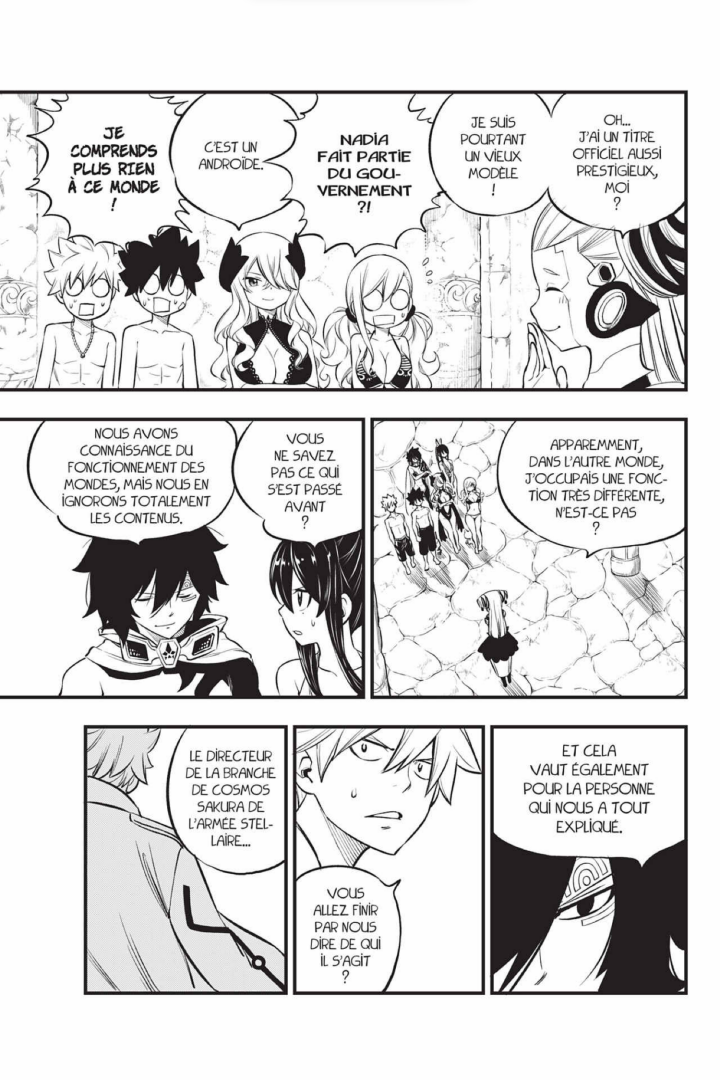 OH...
J'AI UN TITRE
OFFICIEL AUSSI
PRESTIGIEUX,
MOI
?
JE SUIS
POURTANT
UN VIEUX
MODÈLE
!
NADIA
FAIT PARTIE
DU GOU-
VERNEMENT
?!
C'EST UN
ANDROÏDE.
JE
COMPRENDS
PLUS RIEN
À CE MONDE
!
APPAREMMENT,
DANS L'AUTRE MONDE,
J'OCCUPAIS UNE FONC-
TION TRÈS DIFFÉRENTE,
N'EST-CE PAS
?
VOUS
NE SAVEZ
PAS CE QUI
S'EST PASSÉ
AVANT
?
NOUS AVONS
CONNAISSANCE DU
FONCTIONNEMENT DES
MONDES, MAIS NOUS EN
IGNORONS TOTALEMENT
LES CONTENUS.
ET CELA
VAUT ÉGALEMENT
POUR LA PERSONNE
QUI NOUS A TOUT
EXPLIQUÉ.
VOUS
ALLEZ FINIR
PAR NOUS
DIRE DE QUI
IL S'AGIT
?
LE DIRECTEUR
DE LA BRANCHE
DE COSMOS
SAKURA DE
L'ARMÉE STEL-
LAIRE...